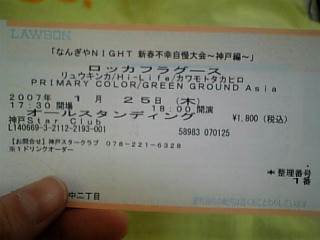 LAWSON
「なんぎやNIGHT 新春不幸自慢大会〜神戸編〜」
ロッカフラグース
リュウキンカ/Hi-Life/カワモトタカヒロ
PRIMARY COLOR/GREEN GROUND Asia
2007年 1月 25日(木)
17:30 開場 18:00 開演
オールスタンディング ¥1,800(税込)
神戸Star Club
L140669-3-2112-2193-001 58983 070125
【お問合せ】神戸スタークラブ 078-221-6328
※1ドリンクオーダー
*整理番号
1番
中二丁目